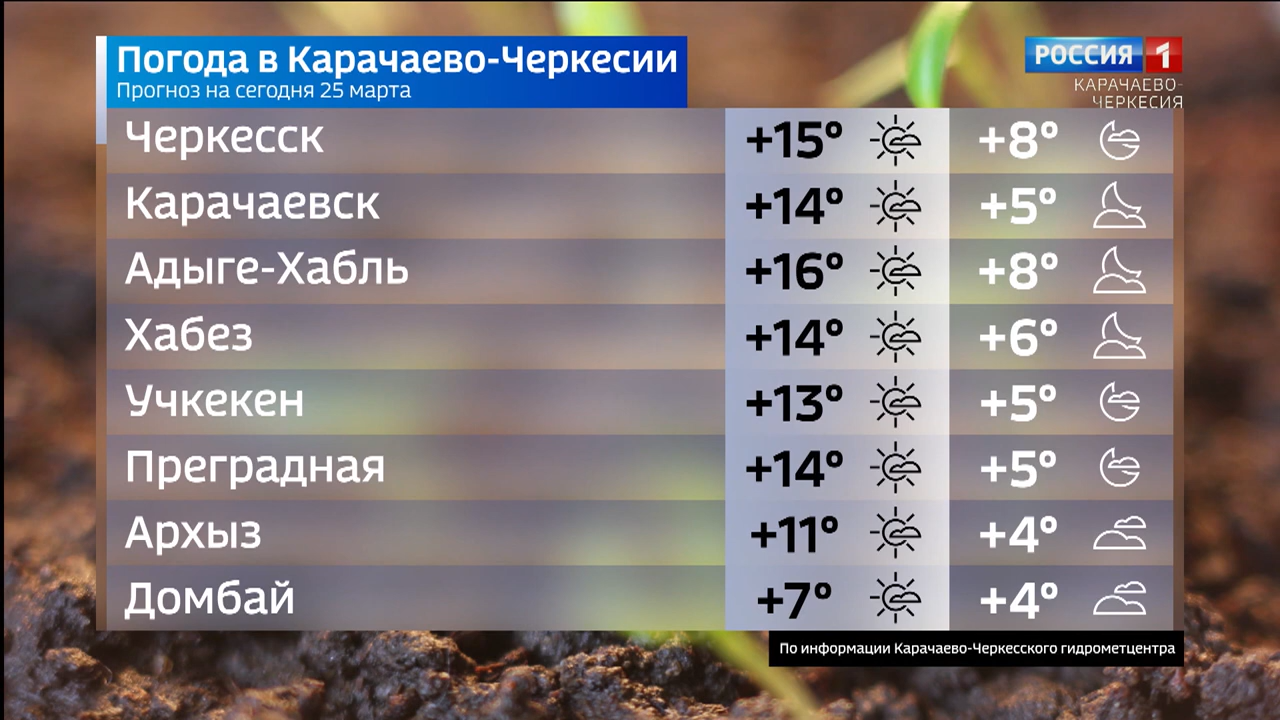 Погода в Карачаево-Черкесии
Прогноз на сегодня 25 марта
РОССИЯ 1
КАРАЧАЕВО-
ЧЕРКЕСИЯ
Черкесск +15° +8°
Карачаевск +14° +5°
Адыге-Хабль +16° +8°
Хабез +14° +6°
Учкекен +13° +5°
Преградная +14° +5°
Архыз +11° +4°
Домбай +7° +4°
По информации Карачаево-Черкесского гидрометцентра